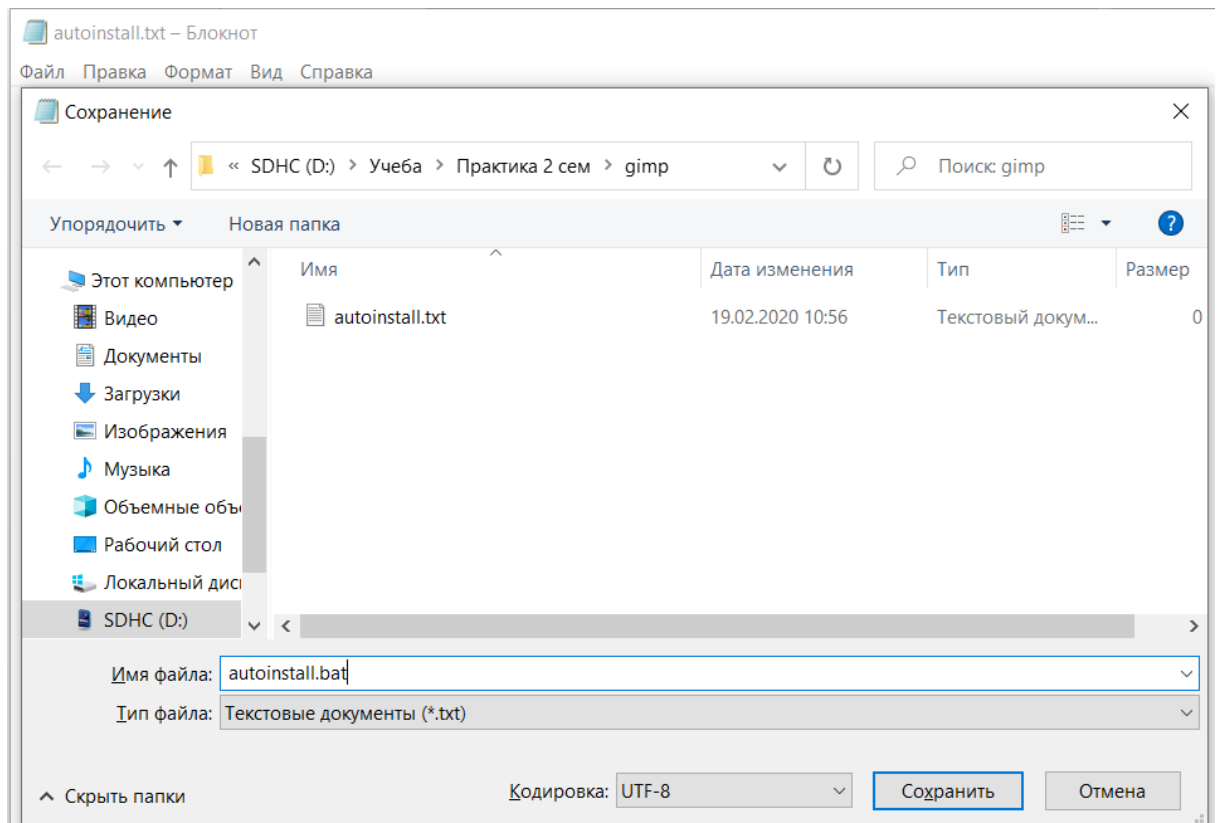 autoinstall.txt – Блокнот
Файл Правка Формат Вид Справка
Сохранение
« SDHC (D:) > Учеба > Практика 2 сем > gimp
Поиск: gimp
Упорядочить Новая папка
?
Имя Дата изменения Тип Размер
autoinstall.txt 19.02.2020 10:56 Текстовый докум... 0
Этот компьютер
Видео
Документы
Загрузки
Изображения
Музыка
Объемные объ
Рабочий стол
Локальный дис
SDHC (D:)
Имя файла: autoinstall.bat
Тип файла: Текстовые документы (*.txt)
Скрыть папки
Кодировка: UTF-8
Сохранить
Отмена